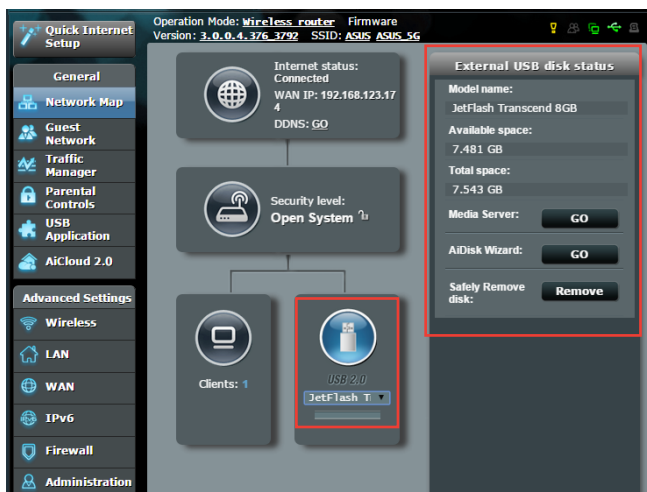 Quick Internet
Setup
Operation Mode: Wireless router Firmware
Version: 3.0.0.4.376_3792 SSID: ASUS ASUS_5G
General
Network Map
Guest
Network
Traffic
Manager
Parental
Controls
USB
Application
AiCloud 2.0
Advanced Settings
Wireless
LAN
WAN
IPv6
Firewall
Administration
Internet status:
Connected
WAN IP: 192.168.123.17
4
DDNS: GO
Security level:
Open System
Clients: 1
USB 2.0
JetFlash T
External USB disk status
Model name:
JetFlash Transcend 8GB
Available space:
7.481 GB
Total space:
7.543 GB
Media Server: GO
AiDisk Wizard: GO
Safely Remove
disk: Remove